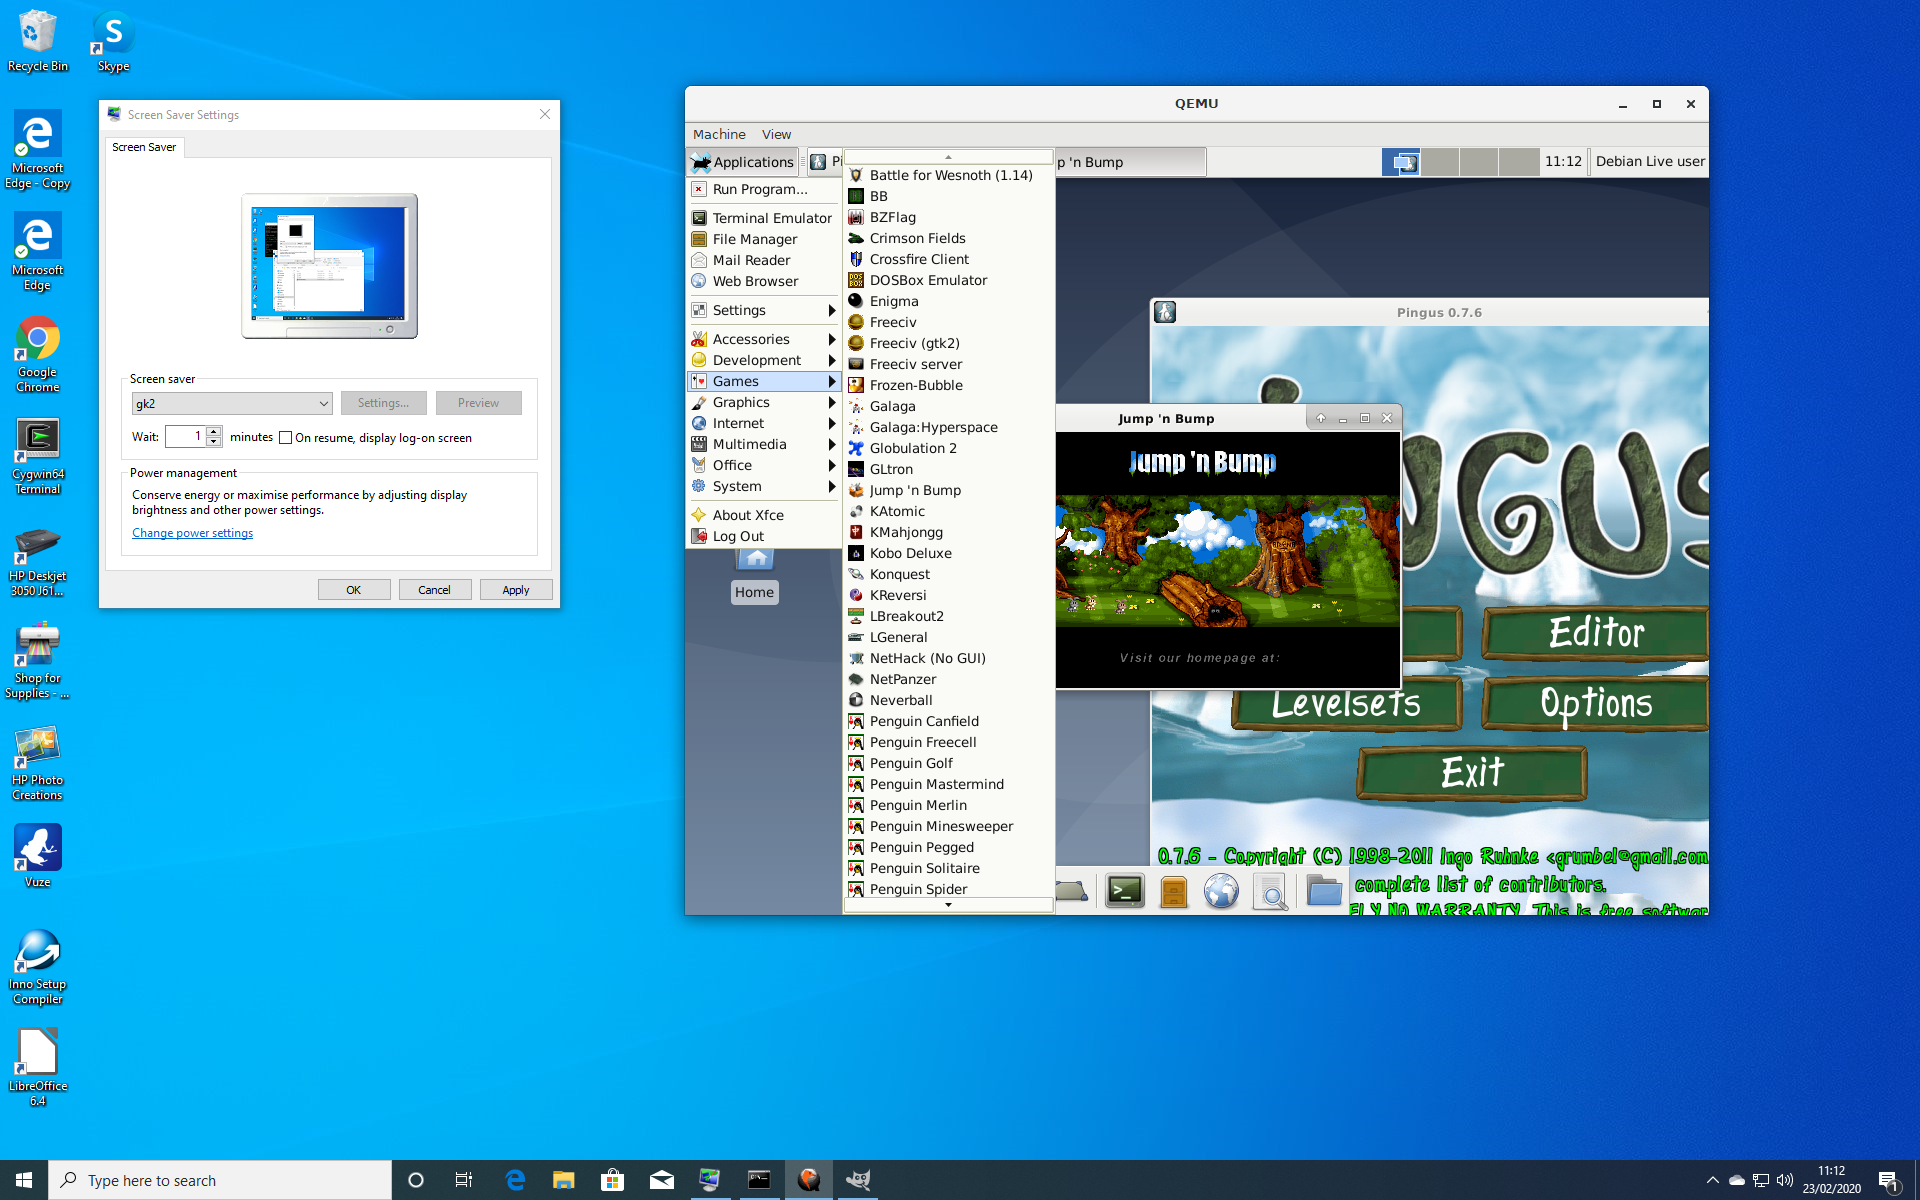 Recycle Bin
Skype
Microsoft
Edge - Copy
Microsoft
Edge
Google
Chrome
Cygwin64
Terminal
HP Deskjet
3050 J61...
Shop for
Supplies - ...
HP Photo
Creations
Vuze
Inno Setup
Compiler
LibreOffice
6.4
Screen Saver Settings
Screen Saver
Screen saver
gk2
Settings...
Preview
Wait:
1
minutes
On resume, display log-on screen
Power management
Conserve energy or maximise performance by adjusting display
brightness and other power settings.
Change power settings
OK
Cancel
Apply
QEMU
Machine
View
Applications
Pi
p 'n Bump
11:12
Debian Live user
Run Program...
Terminal Emulator
File Manager
Mail Reader
Web Browser
Settings
Accessories
Development
Games
Graphics
Internet
Multimedia
Office
System
About Xfce
Log Out
Home
Battle for Wesnoth (1.14)
BB
BZFlag
Crimson Fields
Crossfire Client
DOSBox Emulator
Enigma
Freeciv
Freeciv (gtk2)
Freeciv server
Frozen-Bubble
Galaga
Galaga:Hyperspace
Globulation 2
GLtron
Jump 'n Bump
KAtomic
KMahjongg
Kobo Deluxe
Konquest
KReversi
LBreakout2
LGeneral
NetHack (No GUI)
NetPanzer
Neverball
Penguin Canfield
Penguin Freecell
Penguin Golf
Penguin Mastermind
Penguin Merlin
Penguin Minesweeper
Penguin Pegged
Penguin Solitaire
Penguin Spider
Jump 'n Bump
Jump 'n Bump
Visit our homepage at:
Pingus 0.7.6
NGUS
Editor
Levelsets
Options
Exit
0.7.6 - Copyright (C) 1998-2011 Ingo Ruhnke <grumbel@gmail.com
complete list of contributors.
ELY NO WARRANTY. This is free softwar
Type here to search
11:12
23/02/2020
1